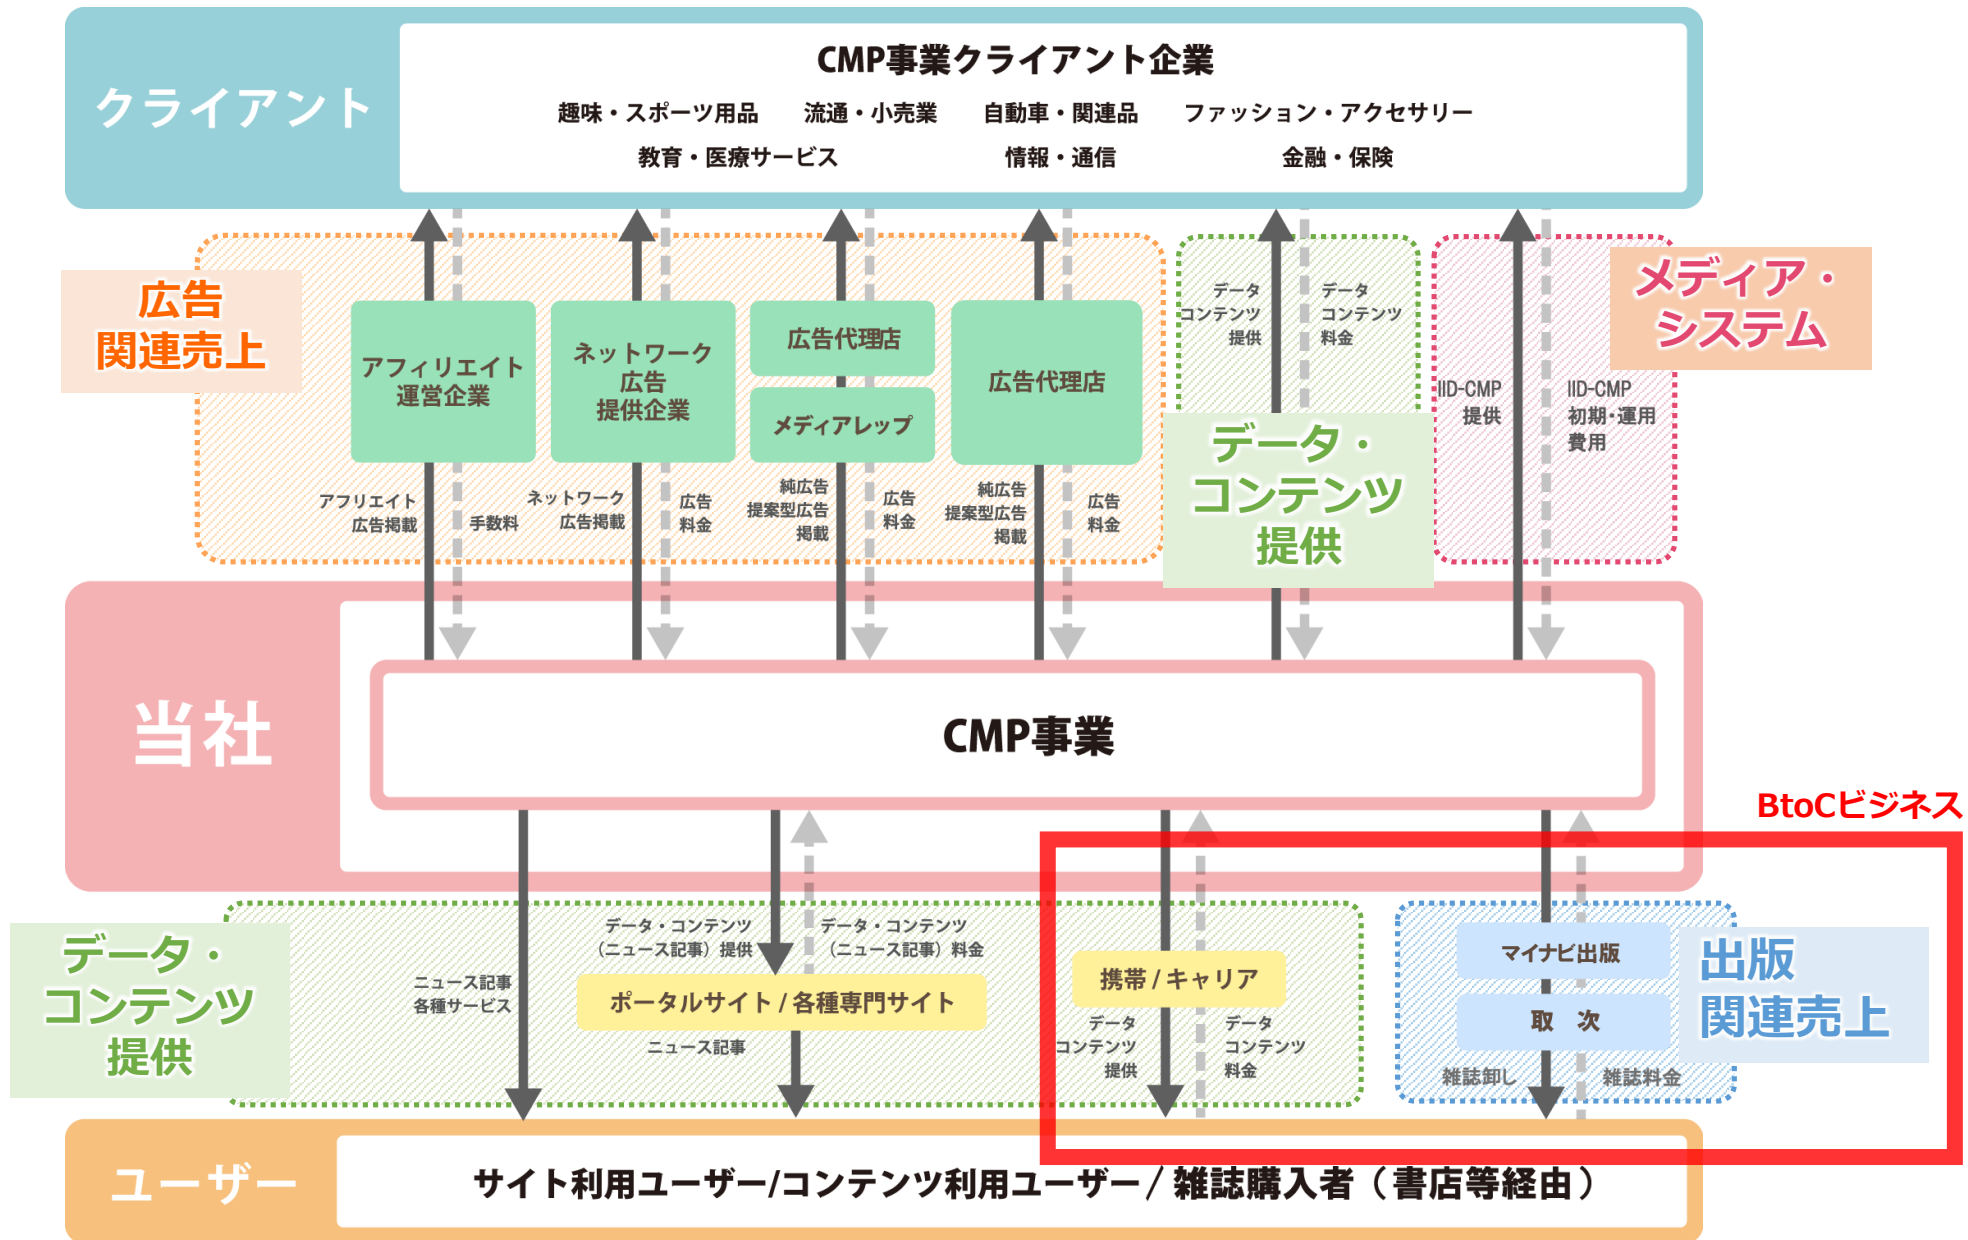 クライアント
CMP事業クライアント企業
趣味・スポーツ用品 流通・小売業 自動車・関連品 ファッション・アクセサリー
教育・医療サービス 情報・通信 金融・保険
広告
関連売上
アフィリエイト
運営企業
ネットワーク
広告
提供企業
広告代理店
メディアレップ
広告代理店
アフリエイト
広告掲載
手数料
ネットワーク
広告掲載
広告
料金
純広告
提案型広告
掲載
広告
料金
純広告
提案型広告
掲載
広告
料金
データ
コンテンツ
提供
データ
コンテンツ
料金
データ・
コンテンツ
提供
メディア・
システム
IID-CMP
提供
IID-CMP
初期・運用
費用
当社
CMP事業
BtoCビジネス
データ・
コンテンツ
提供
ニュース記事
各種サービス
データ・コンテンツ
（ニュース記事）提供
データ・コンテンツ
（ニュース記事）料金
ポータルサイト / 各種専門サイト
ニュース記事
携帯 / キャリア
データ
コンテンツ
提供
データ
コンテンツ
料金
マイナビ出版
取　次
雑誌卸し
雑誌料金
出版
関連売上
ユーザー
サイト利用ユーザー/コンテンツ利用ユーザー/ 雑誌購入者（書店等経由）